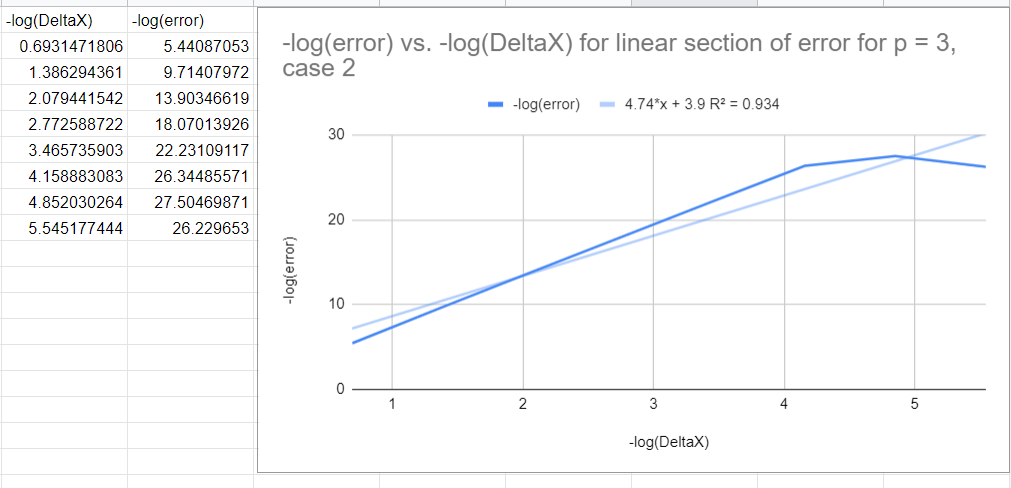 -log(DeltaX) -log(error)
0.6931471806 5.44087053
1.386294361 9.71407972
2.079441542 13.90346619
2.772588722 18.07013926
3.465735903 22.23109117
4.158883083 26.34485571
4.852030264 27.50469871
5.545177444 26.229653
-log(error) vs. -log(DeltaX) for linear section of error for p = 3,
case 2
-log(error) 4.74*x + 3.9 R² = 0.934
30
20
10
0
-log(error)
1 2 3 4 5
-log(DeltaX)